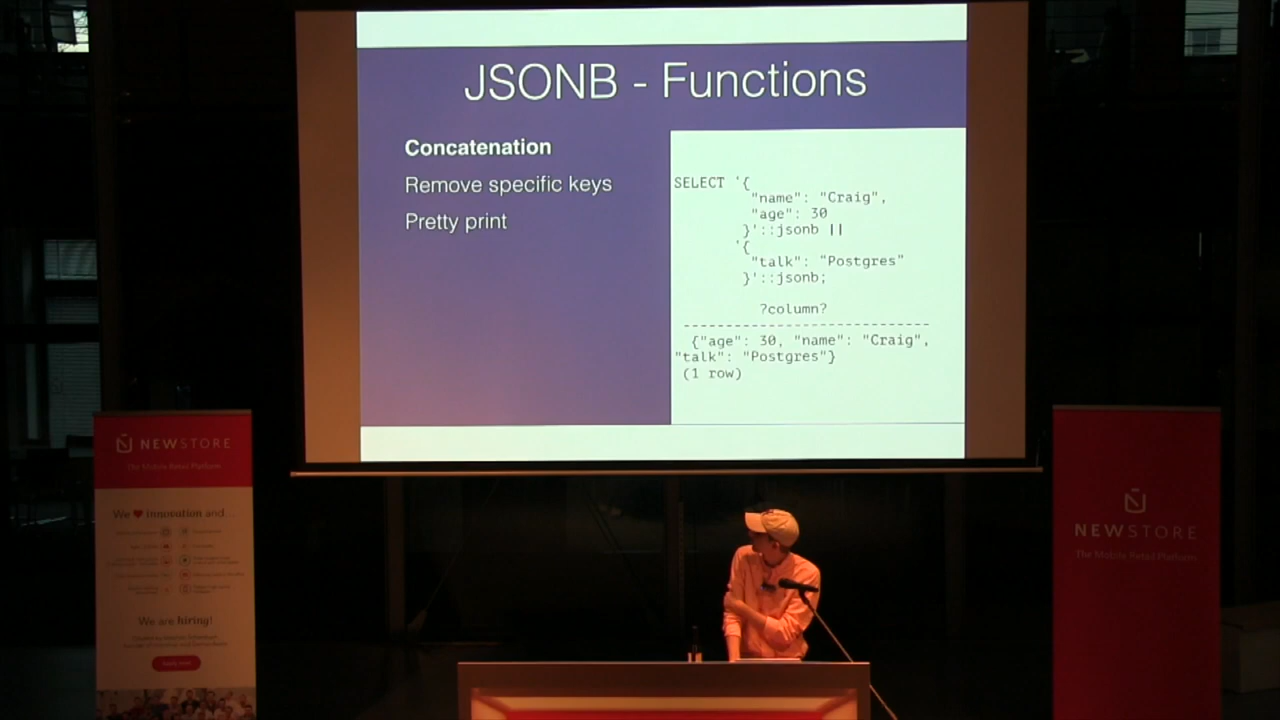 JSONB - Functions
Concatenation
Remove specific keys
Pretty print
SELECT '{
"name": "Craig",
"age": 30
}'::jsonb ||
'{
"talk": "Postgres"
}'::jsonb;
?column?
------------------------------
{"age": 30, "name": "Craig",
"talk": "Postgres"}
(1 row)
NEWSTORE
The Mobile Retail Platform
We ❤ innovation and...
We are hiring!
NEWSTORE
The Mobile Retail Platform